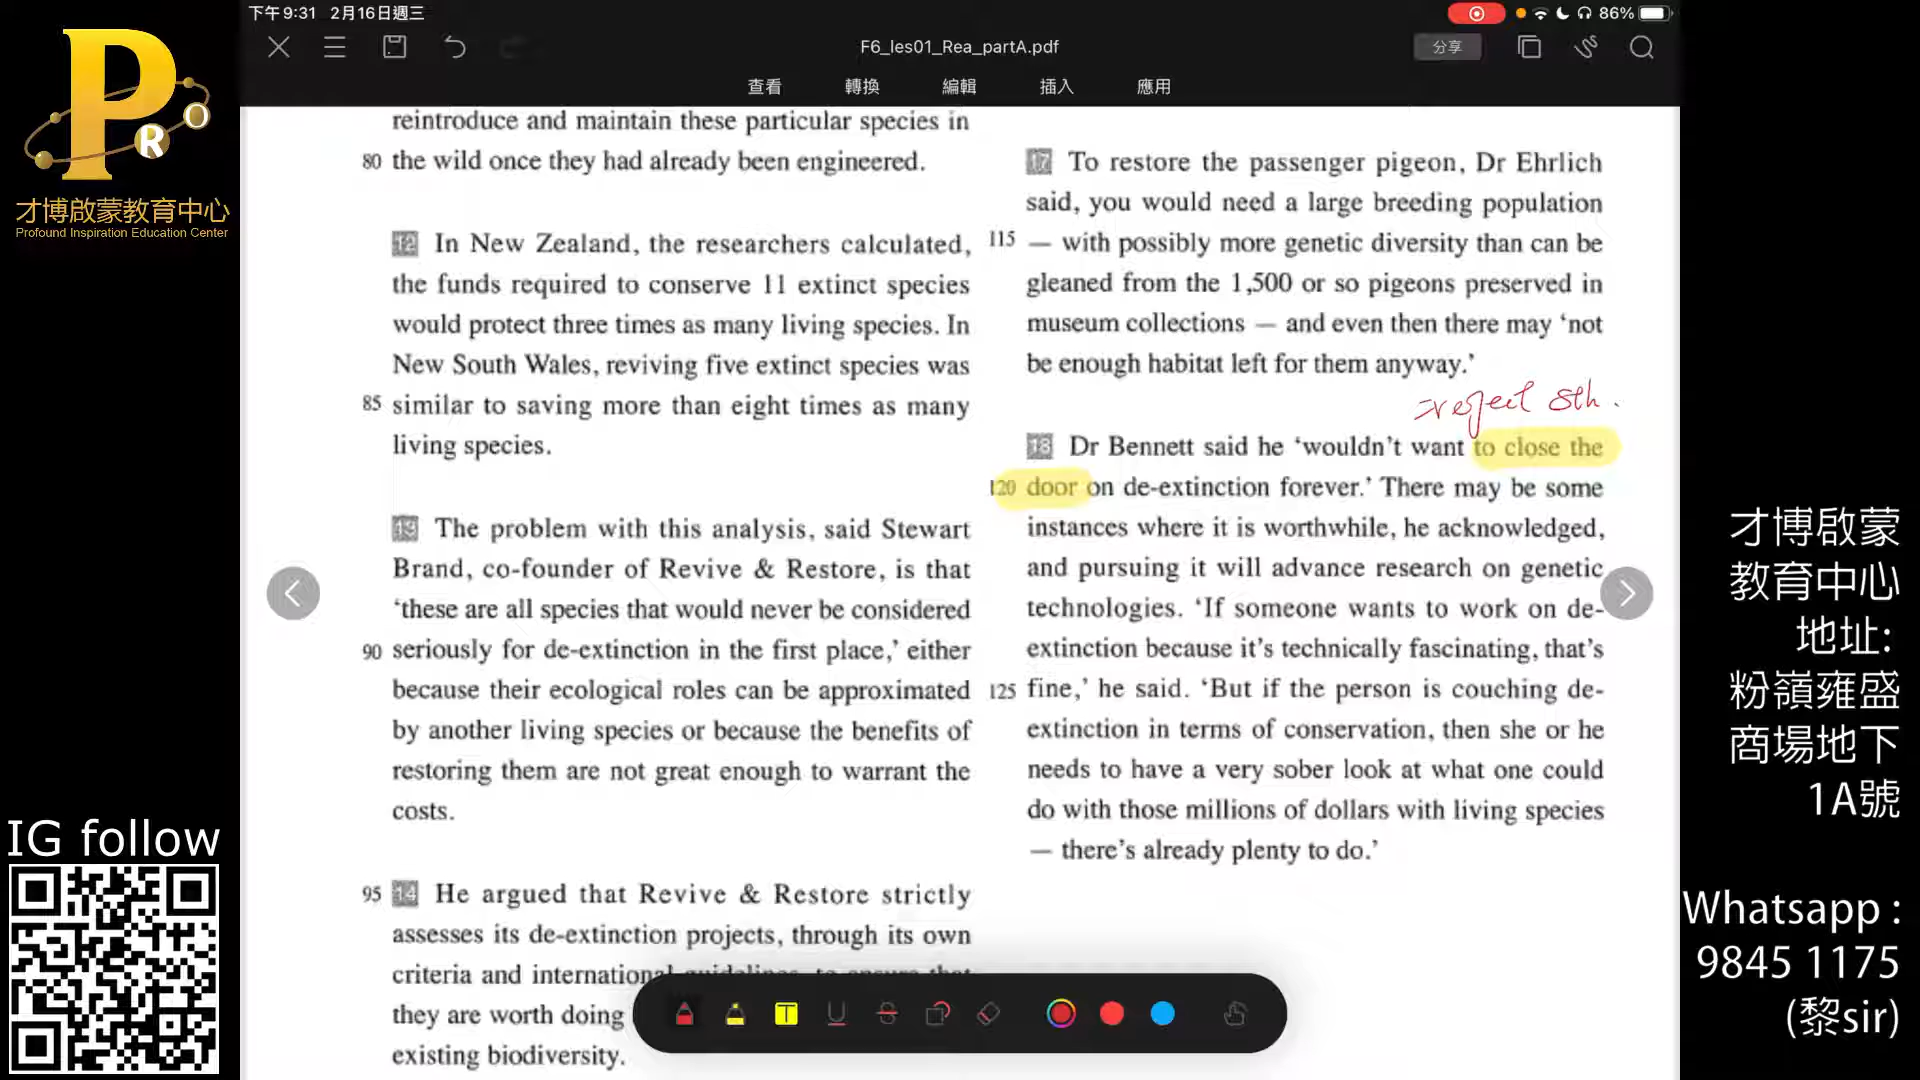 下午9:31 2月16日週三
86%
F6_les01_Rea_partA.pdf
分享
查看 轉換 編輯 插入 應用
P R O
才博啟蒙教育中心
Profound Inspiration Education Center
reintroduce and maintain these particular species in
80 the wild once they had already been engineered.
12 In New Zealand, the researchers calculated,
the funds required to conserve 11 extinct species
would protect three times as many living species. In
New South Wales, reviving five extinct species was
85 similar to saving more than eight times as many
living species.
13 The problem with this analysis, said Stewart
Brand, co-founder of Revive & Restore, is that
‘these are all species that would never be considered
90 seriously for de-extinction in the first place,’ either
because their ecological roles can be approximated
by another living species or because the benefits of
restoring them are not great enough to warrant the
costs.
95 14 He argued that Revive & Restore strictly
assesses its de-extinction projects, through its own
criteria and international guidelines, to ensure that
they are worth doing
existing biodiversity.
17 To restore the passenger pigeon, Dr Ehrlich
said, you would need a large breeding population
115 — with possibly more genetic diversity than can be
gleaned from the 1,500 or so pigeons preserved in
museum collections — and even then there may ‘not
be enough habitat left for them anyway.’
=reject sth.
18 Dr Bennett said he ‘wouldn’t want to close the
120 door on de-extinction forever.’ There may be some
instances where it is worthwhile, he acknowledged,
and pursuing it will advance research on genetic
technologies. ‘If someone wants to work on de-
extinction because it’s technically fascinating, that’s
125 fine,’ he said. ‘But if the person is couching de-
extinction in terms of conservation, then she or he
needs to have a very sober look at what one could
do with those millions of dollars with living species
— there’s already plenty to do.’
T U S
IG follow
才博啟蒙
教育中心
地址:
粉嶺雍盛
商場地下
1A號
Whatsapp :
9845 1175
(黎sir)